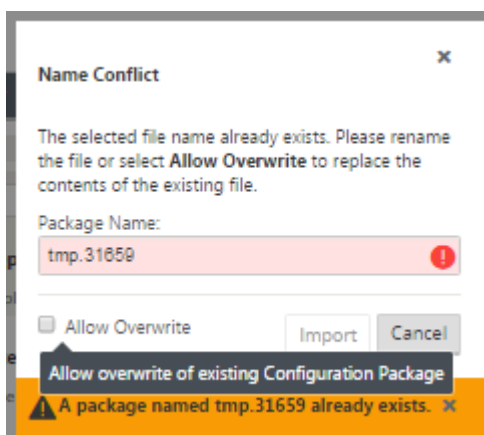 Name Conflict
The selected file name already exists. Please rename
the file or select Allow Overwrite to replace the
contents of the existing file.
Package Name:
tmp.31659
Allow Overwrite
Import
Cancel
Allow overwrite of existing Configuration Package
A package named tmp.31659 already exists.